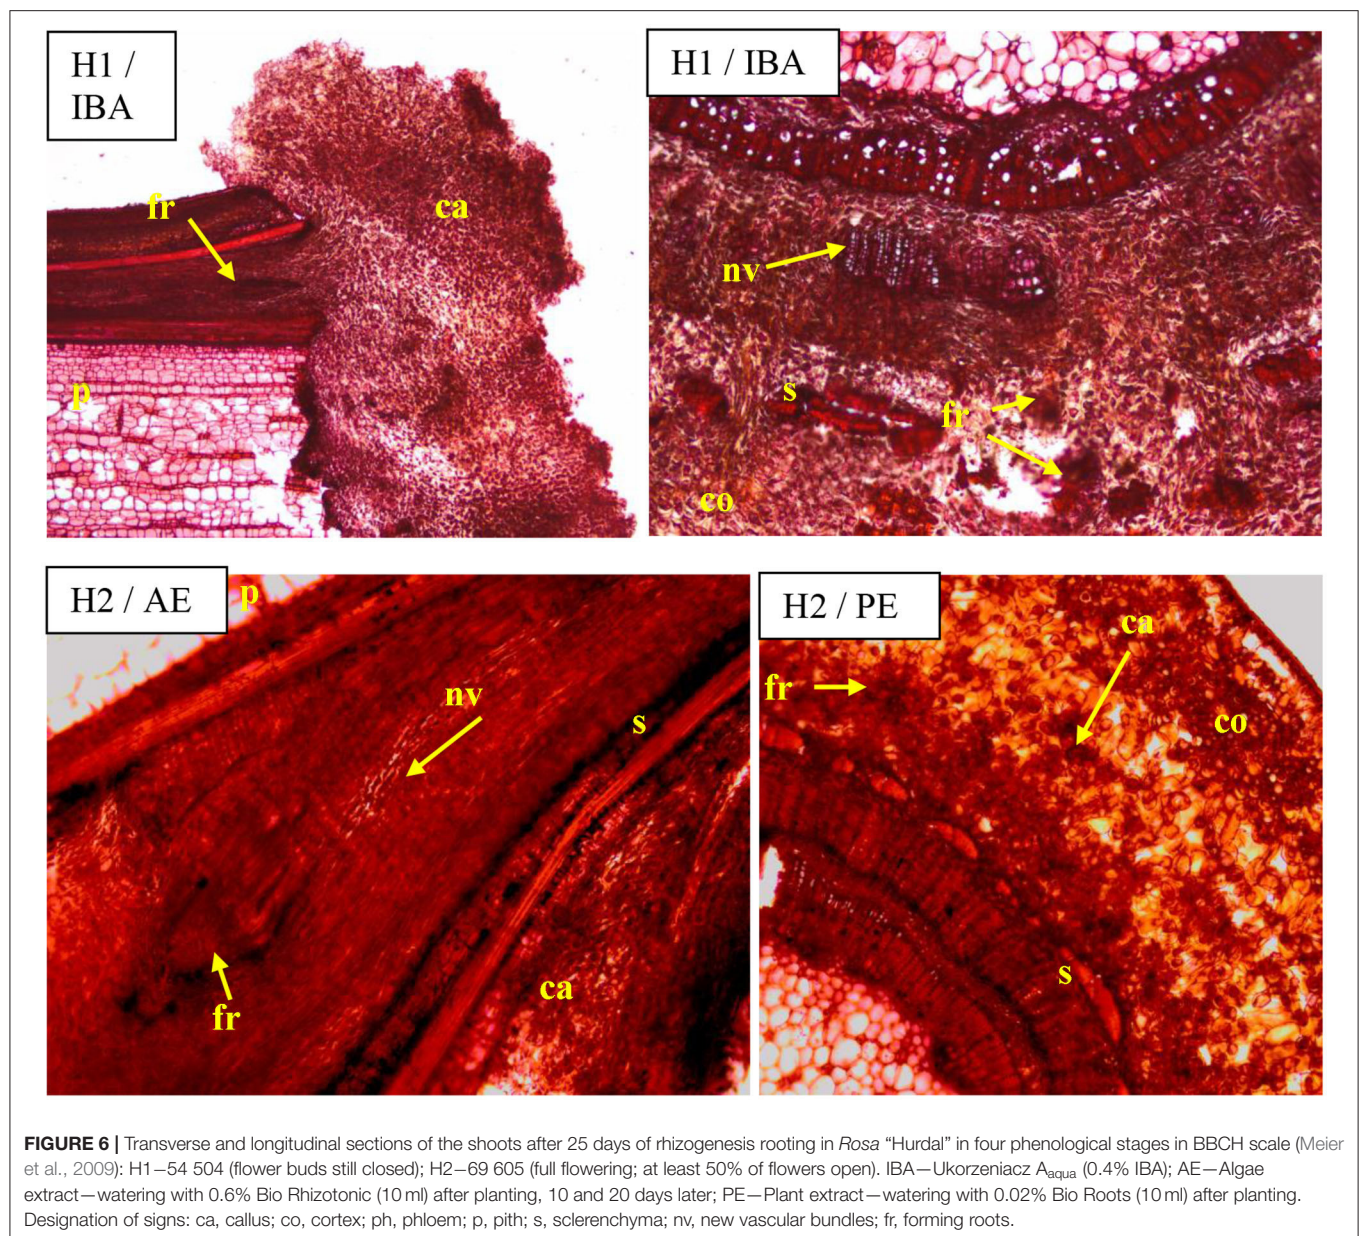 H1 /
IBA
fr
ca
p
H1 / IBA
nv
s
fr
co
H2 / AE
p
nv
s
fr
ca
H2 / PE
ca
fr
co
s
FIGURE 6 | Transverse and longitudinal sections of the shoots after 25 days of rhizogenesis rooting in Rosa “Hurdal” in four phenological stages in BBCH scale (Meier
et al., 2009): H1–54 504 (flower buds still closed); H2–69 605 (full flowering; at least 50% of flowers open). IBA—Ukorzeniacz Aaqua (0.4% IBA); AE—Algae
extract—watering with 0.6% Bio Rhizotonic (10 ml) after planting, 10 and 20 days later; PE—Plant extract—watering with 0.02% Bio Roots (10 ml) after planting.
Designation of signs: ca, callus; co, cortex; ph, phloem; p, pith; s, sclerenchyma; nv, new vascular bundles; fr, forming roots.